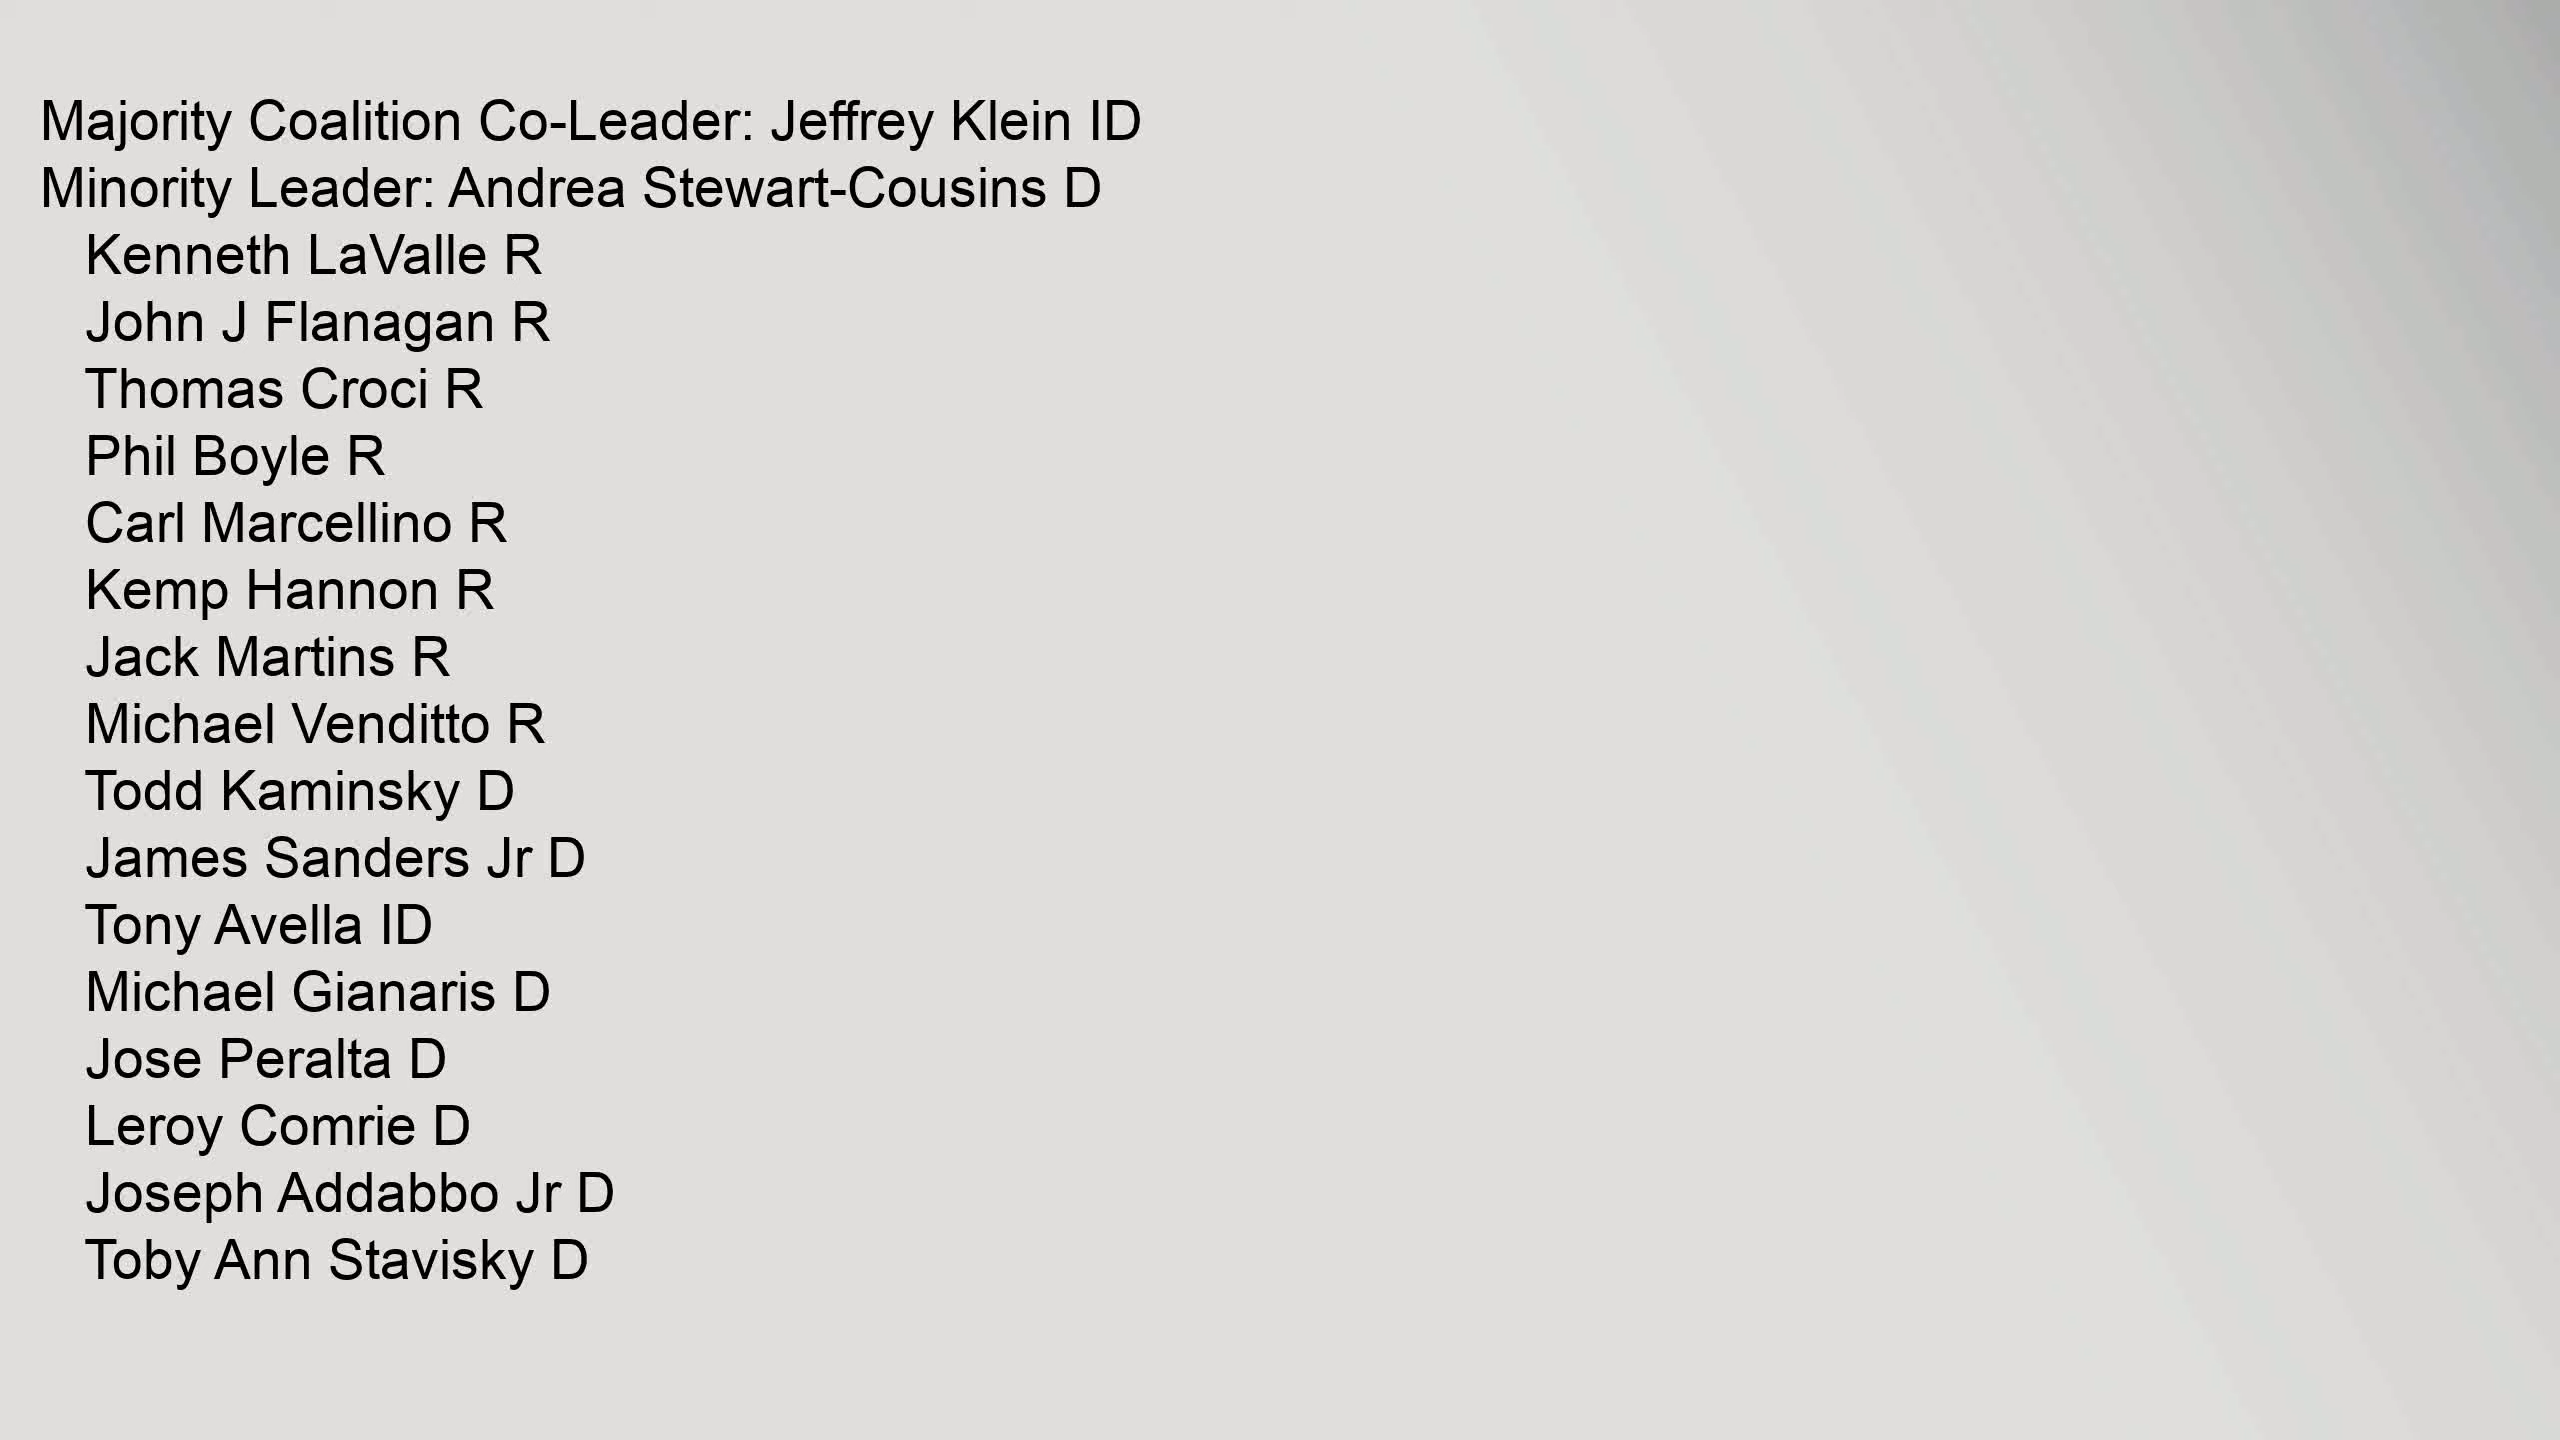 Majority Coalition Co-Leader: Jeffrey Klein ID
Minority Leader: Andrea Stewart-Cousins D
Kenneth LaValle R
John J Flanagan R
Thomas Croci R
Phil Boyle R
Carl Marcellino R
Kemp Hannon R
Jack Martins R
Michael Venditto R
Todd Kaminsky D
James Sanders Jr D
Tony Avella ID
Michael Gianaris D
Jose Peralta D
Leroy Comrie D
Joseph Addabbo Jr D
Toby Ann Stavisky D